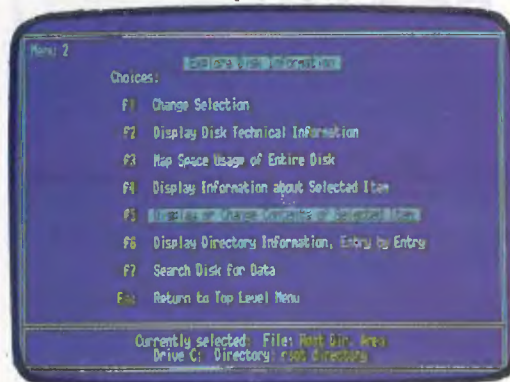 Menu 2
Explore Disk Information
Choices:
F1 Change Selection
F2 Display Disk Technical Information
F3 Map Space Usage of Entire Disk
F4 Display Information about Selected Item
F5 Display or Change Contents of Selected Item
F6 Display Directory Information, Entry by Entry
F7 Search Disk for Data
Esc Return to Top Level Menu
Currently selected: File: Root Dir. Area
Drive C: Directory: root directory